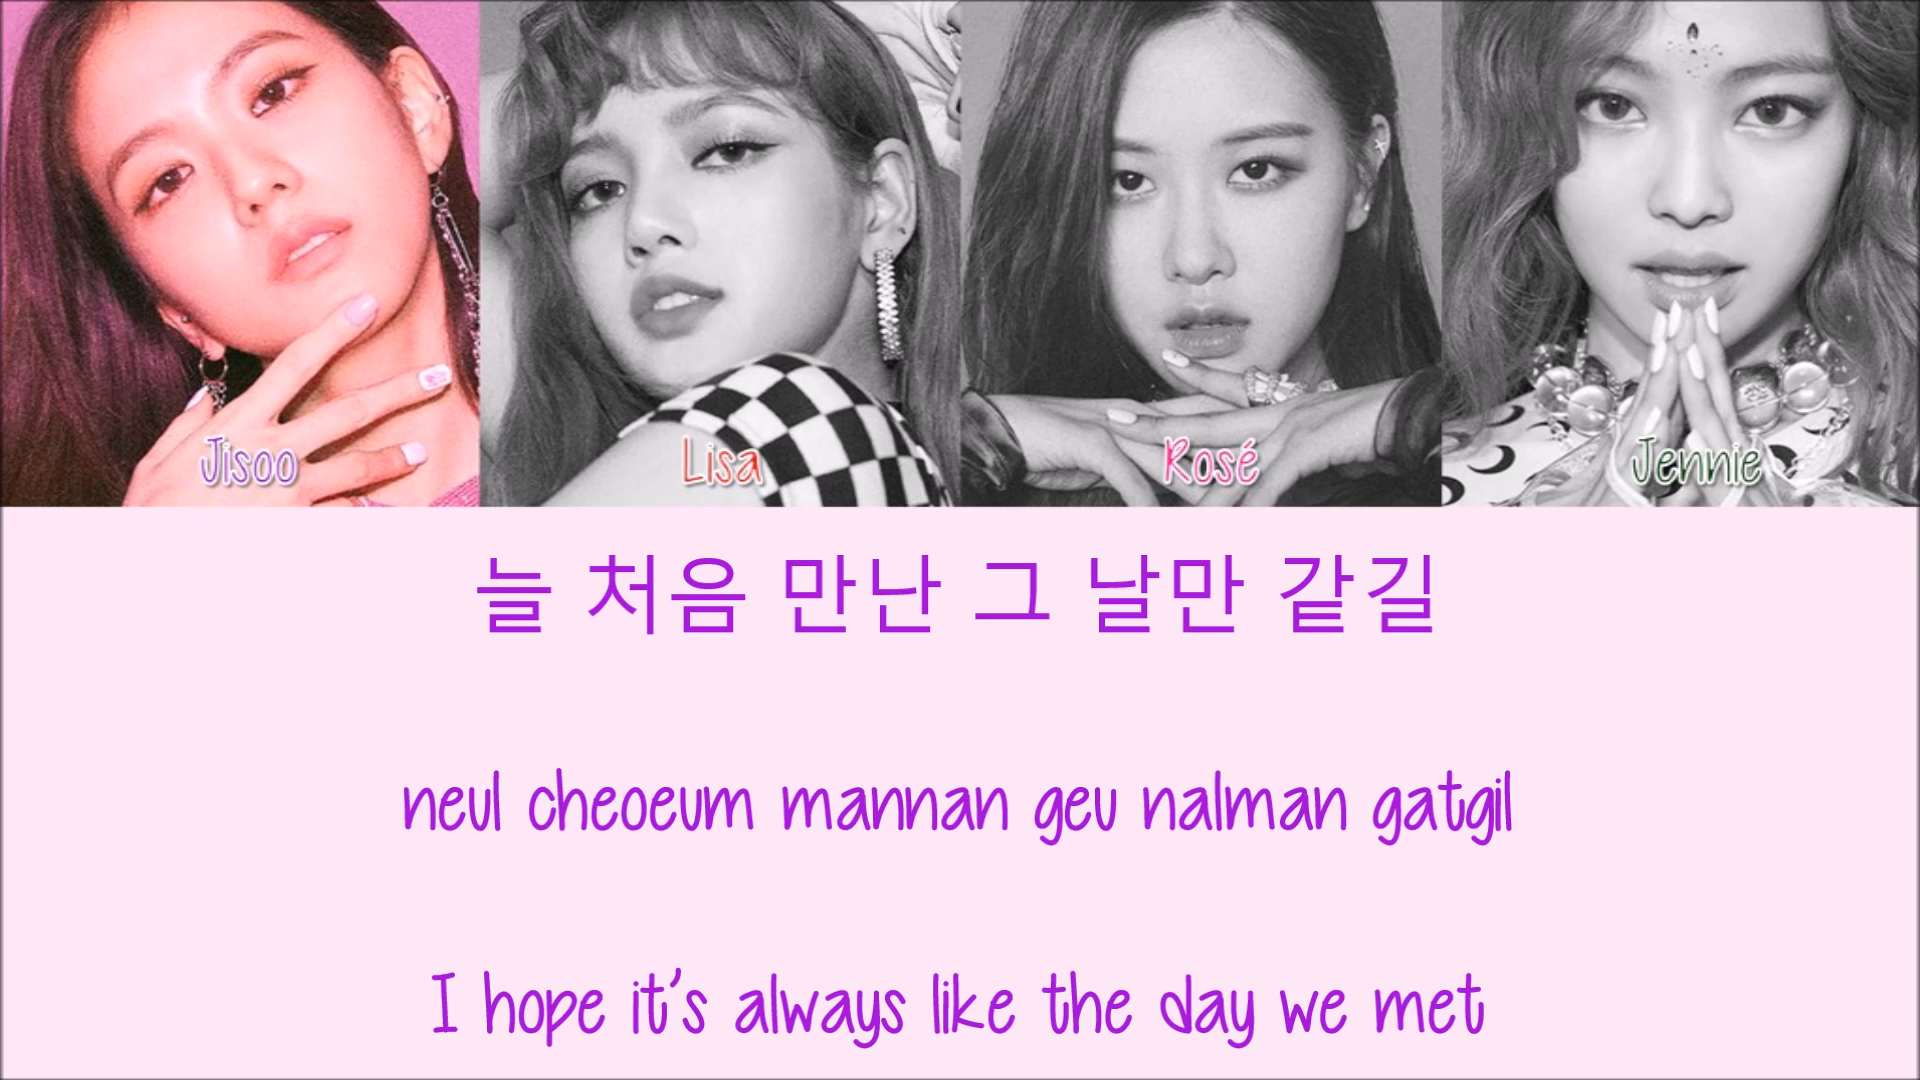 Jisoo Lisa Rosé Jennie
늘 처음 만난 그 날만 같길
neul cheoeum mannan geu nalman gatgil
I hope it's always like the day we met